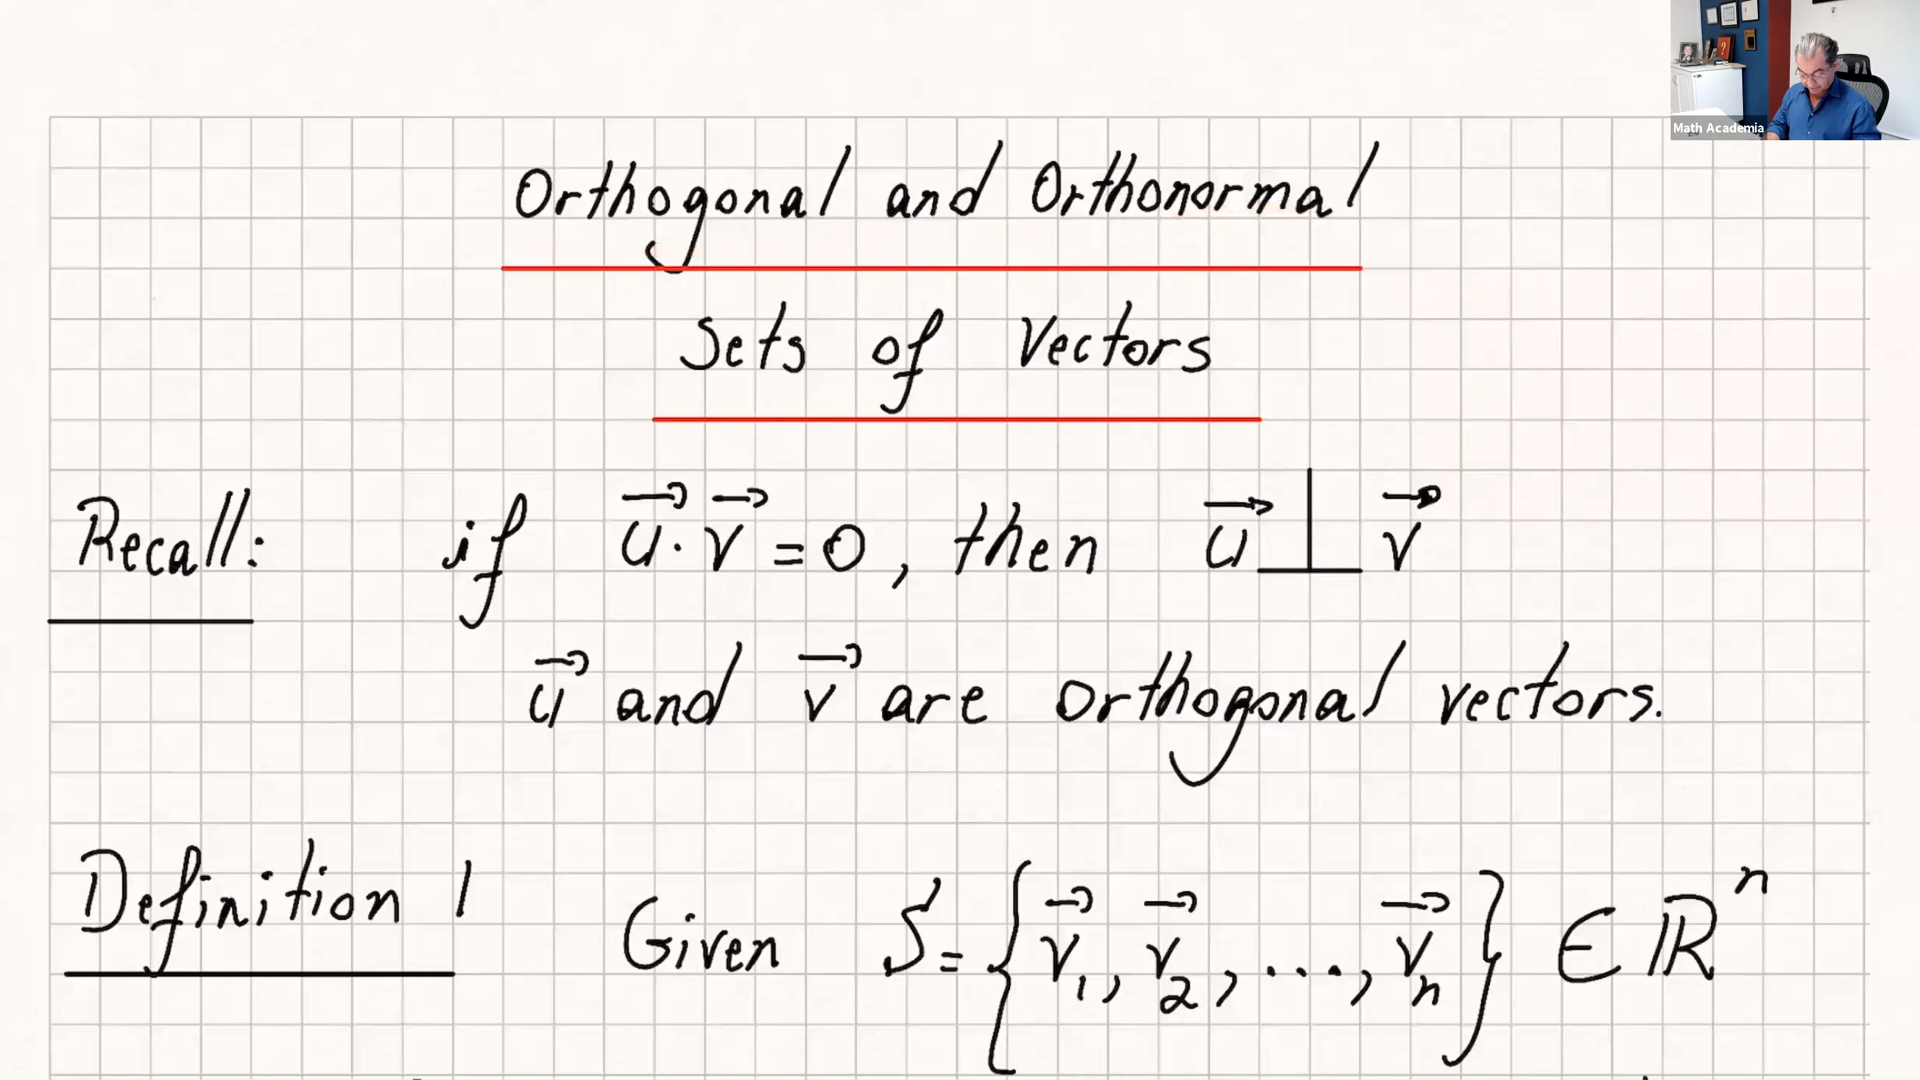 Math Academia
Orthogonal and Orthonormal
Sets of Vectors
Recall: if u⃗ · v⃗ = 0, then u⃗ ⊥ v⃗
u⃗ and v⃗ are orthogonal vectors.
Definition 1 Given S = {v⃗₁, v⃗₂, ..., v⃗ₙ} ∈ ℝⁿ